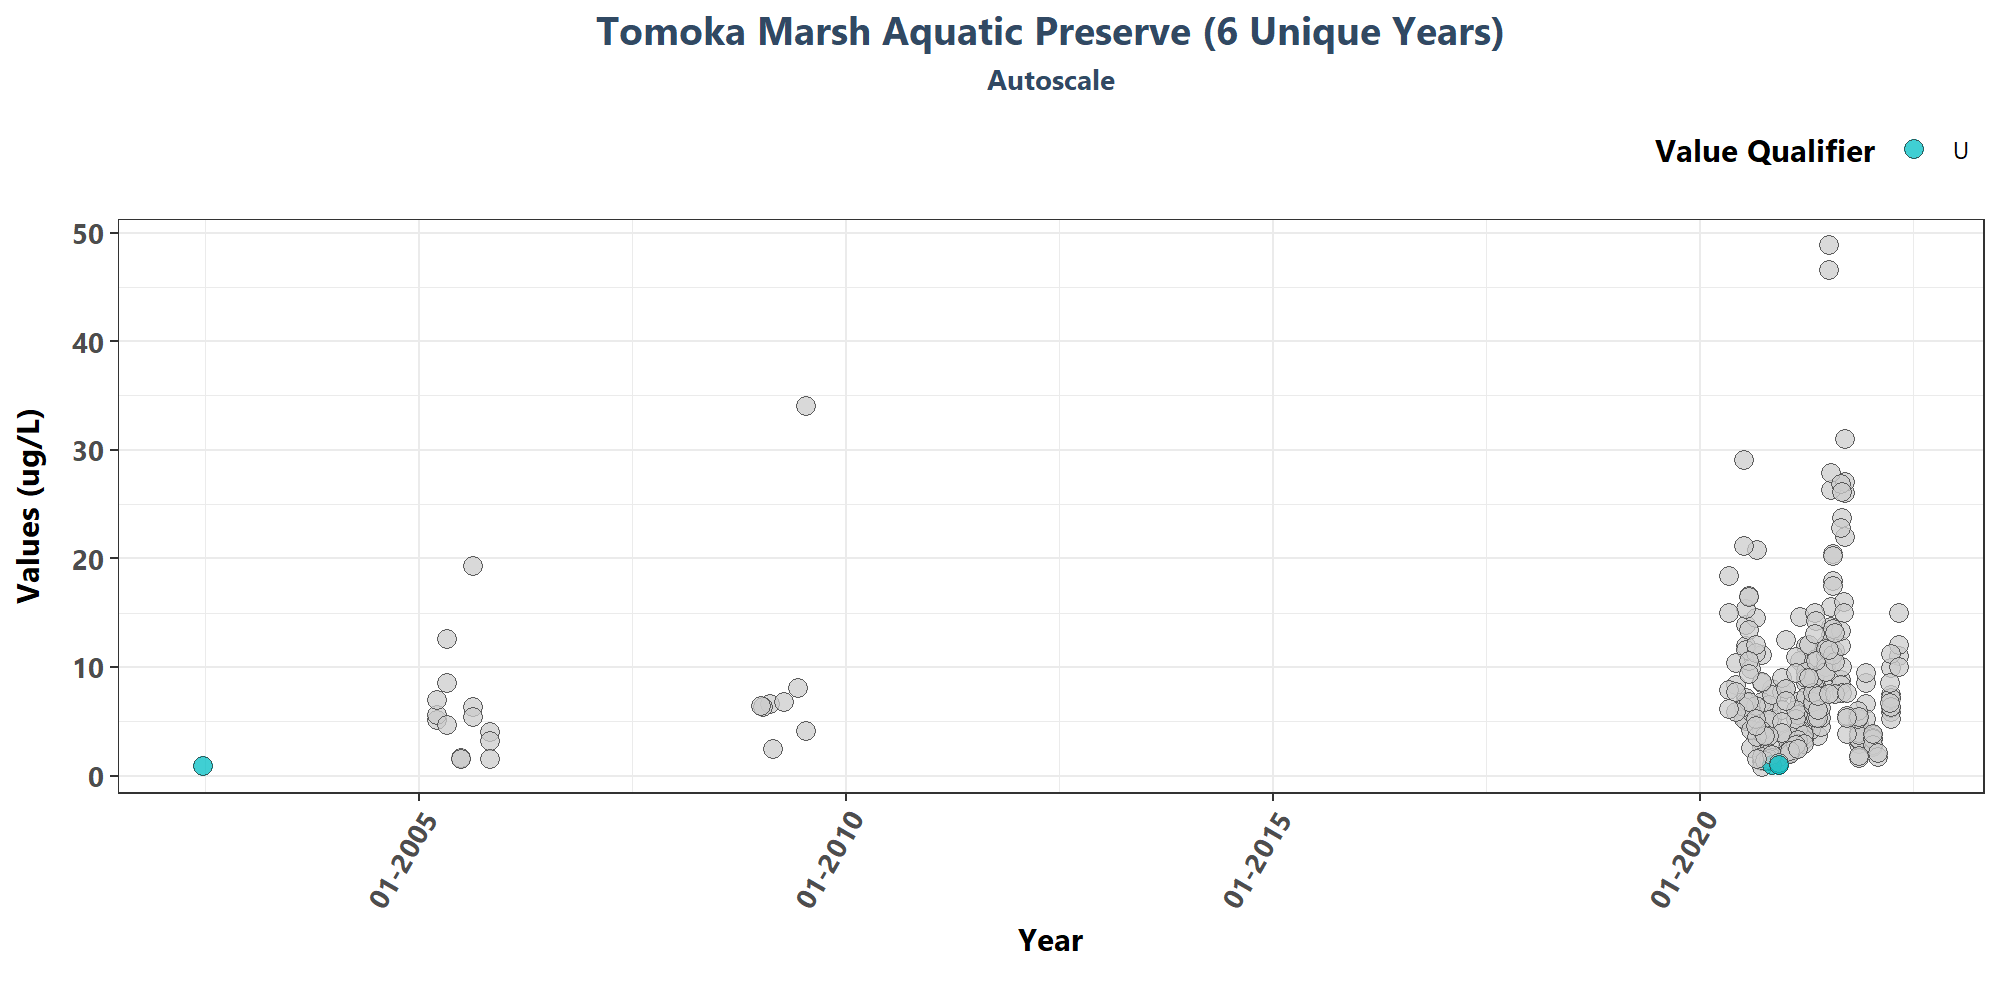 Tomoka Marsh Aquatic Preserve (6 Unique Years)
Autoscale
Value Qualifier U
50
40
30
20
10
0
Values (ug/L)
01-2005
01-2010
01-2015
01-2020
Year